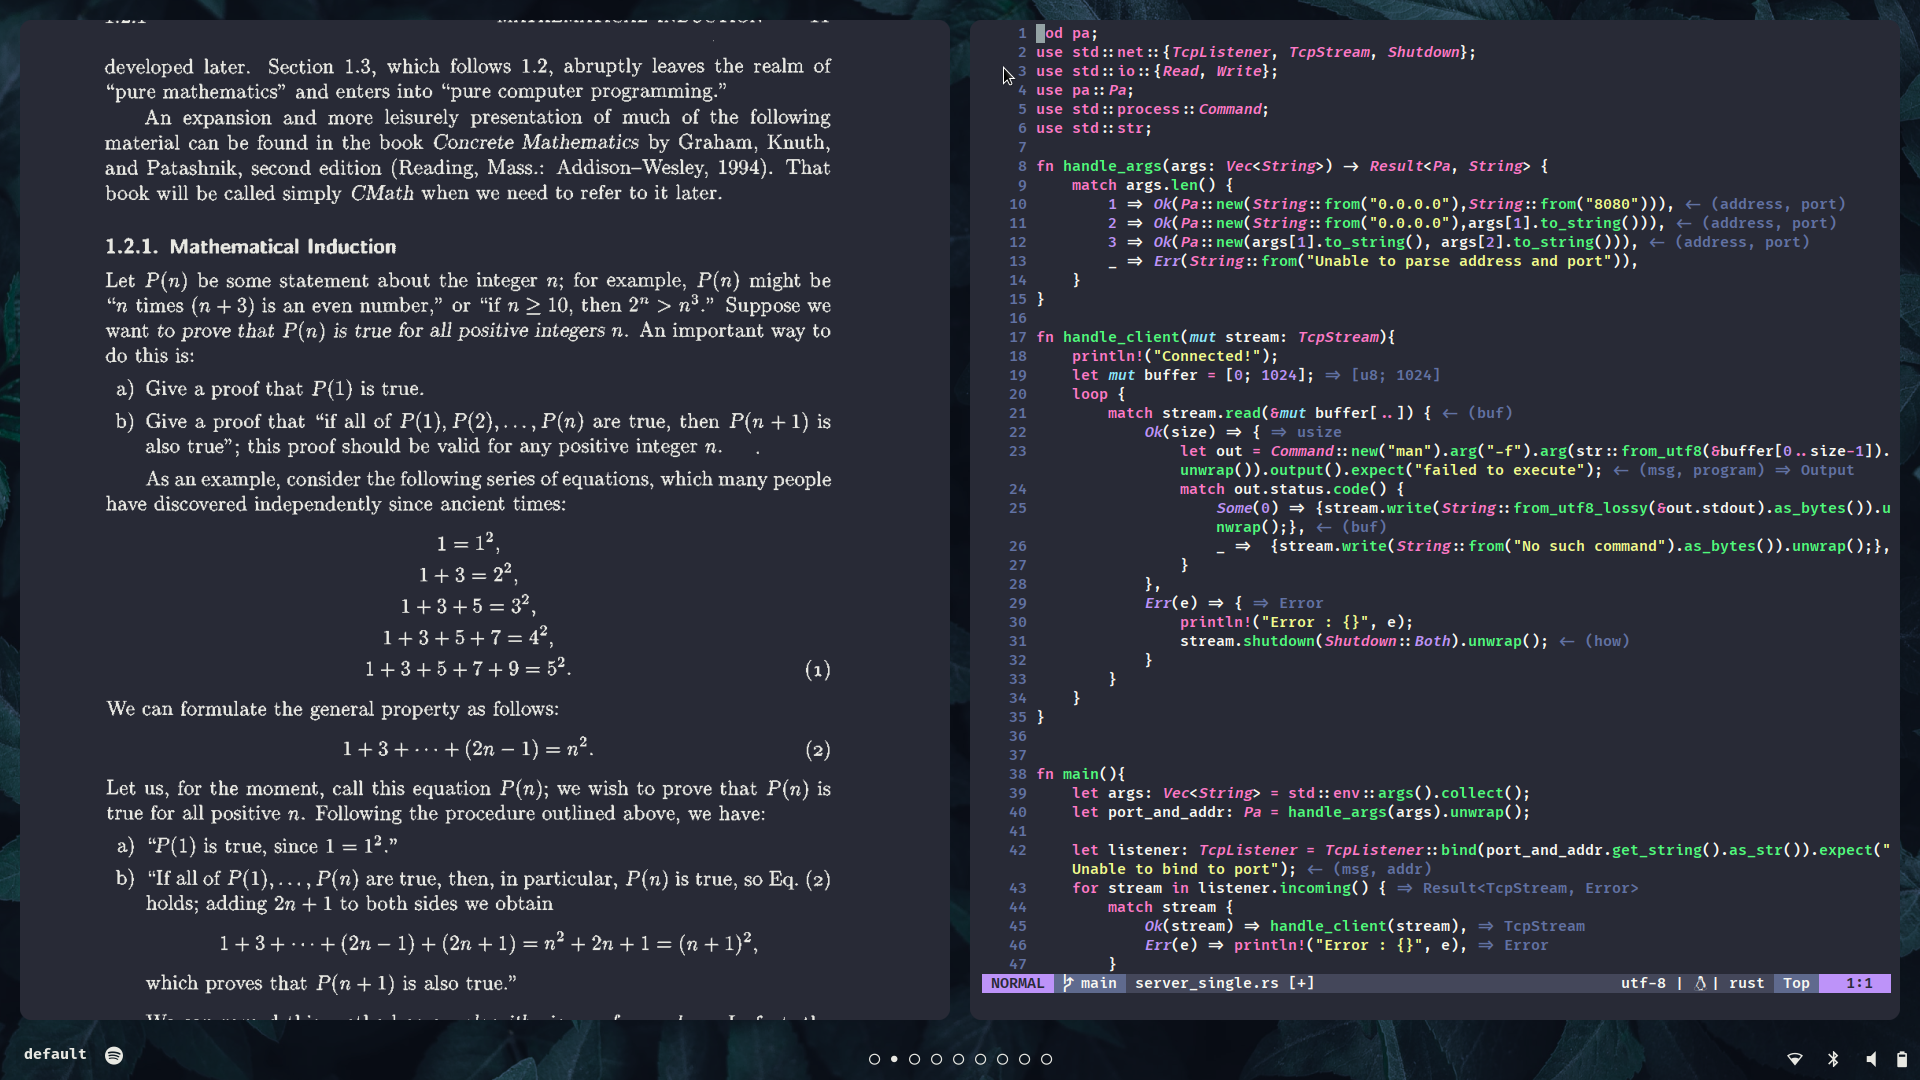 1.2.1 MATHEMATICAL INDUCTION 11
developed later. Section 1.3, which follows 1.2, abruptly leaves the realm of
“pure mathematics” and enters into “pure computer programming.”
An expansion and more leisurely presentation of much of the following
material can be found in the book Concrete Mathematics by Graham, Knuth,
and Patashnik, second edition (Reading, Mass.: Addison–Wesley, 1994). That
book will be called simply CMath when we need to refer to it later.
1.2.1. Mathematical Induction
Let P(n) be some statement about the integer n; for example, P(n) might be
“n times (n + 3) is an even number,” or “if n ≥ 10, then 2ⁿ > n³.” Suppose we
want to prove that P(n) is true for all positive integers n. An important way to
do this is:
a) Give a proof that P(1) is true.
b) Give a proof that “if all of P(1), P(2),..., P(n) are true, then P(n + 1) is
also true”; this proof should be valid for any positive integer n.
As an example, consider the following series of equations, which many people
have discovered independently since ancient times:
1 = 1²,
1 + 3 = 2²,
1 + 3 + 5 = 3²,
1 + 3 + 5 + 7 = 4²,
1 + 3 + 5 + 7 + 9 = 5². (1)
We can formulate the general property as follows:
1 + 3 + ··· + (2n − 1) = n². (2)
Let us, for the moment, call this equation P(n); we wish to prove that P(n) is
true for all positive n. Following the procedure outlined above, we have:
a) “P(1) is true, since 1 = 1².”
b) “If all of P(1),..., P(n) are true, then, in particular, P(n) is true, so Eq. (2)
holds; adding 2n + 1 to both sides we obtain
1 + 3 + ··· + (2n − 1) + (2n + 1) = n² + 2n + 1 = (n + 1)²,
which proves that P(n + 1) is also true.”
1 od pa;
2 use std::net::{TcpListener, TcpStream, Shutdown};
3 use std::io::{Read, Write};
4 use pa::Pa;
5 use std::process::Command;
6 use std::str;
7
8 fn handle_args(args: Vec<String>) → Result<Pa, String> {
9 match args.len() {
10 1 ⇒ Ok(Pa::new(String::from("0.0.0.0"),String::from("8080"))), ← (address, port)
11 2 ⇒ Ok(Pa::new(String::from("0.0.0.0"),args[1].to_string())), ← (address, port)
12 3 ⇒ Ok(Pa::new(args[1].to_string(), args[2].to_string())), ← (address, port)
13 _ ⇒ Err(String::from("Unable to parse address and port")),
14 }
15 }
16
17 fn handle_client(mut stream: TcpStream){
18 println!("Connected!");
19 let mut buffer = [0; 1024]; ⇒ [u8; 1024]
20 loop {
21 match stream.read(&mut buffer[..]) { ← (buf)
22 Ok(size) ⇒ { ⇒ usize
23 let out = Command::new("man").arg("-f").arg(str::from_utf8(&buffer[0..size-1]).
unwrap()).output().expect("failed to execute"); ← (msg, program) ⇒ Output
24 match out.status.code() {
25 Some(0) ⇒ {stream.write(String::from_utf8_lossy(&out.stdout).as_bytes()).u
nwrap();}, ← (buf)
26 _ ⇒ {stream.write(String::from("No such command").as_bytes()).unwrap();},
27 }
28 },
29 Err(e) ⇒ { ⇒ Error
30 println!("Error : {}", e);
31 stream.shutdown(Shutdown::Both).unwrap(); ← (how)
32 }
33 }
34 }
35 }
36
37
38 fn main(){
39 let args: Vec<String> = std::env::args().collect();
40 let port_and_addr: Pa = handle_args(args).unwrap();
41
42 let listener: TcpListener = TcpListener::bind(port_and_addr.get_string().as_str()).expect("
Unable to bind to port"); ← (msg, addr)
43 for stream in listener.incoming() { ⇒ Result<TcpStream, Error>
44 match stream {
45 Ok(stream) ⇒ handle_client(stream), ⇒ TcpStream
46 Err(e) ⇒ println!("Error : {}", e), ⇒ Error
47 }
NORMAL main server_single.rs [+] utf-8 | | rust Top 1:1
default